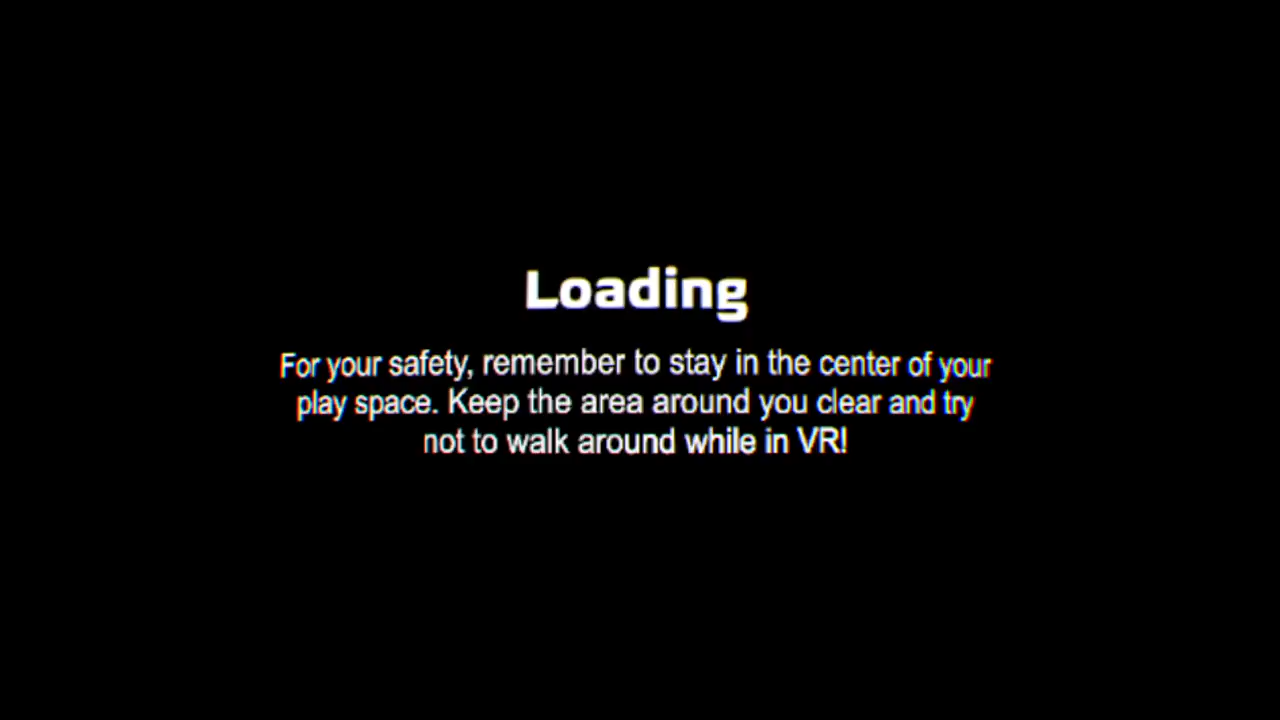 Loading
For your safety, remember to stay in the center of your
play space. Keep the area around you clear and try
not to walk around while in VR!